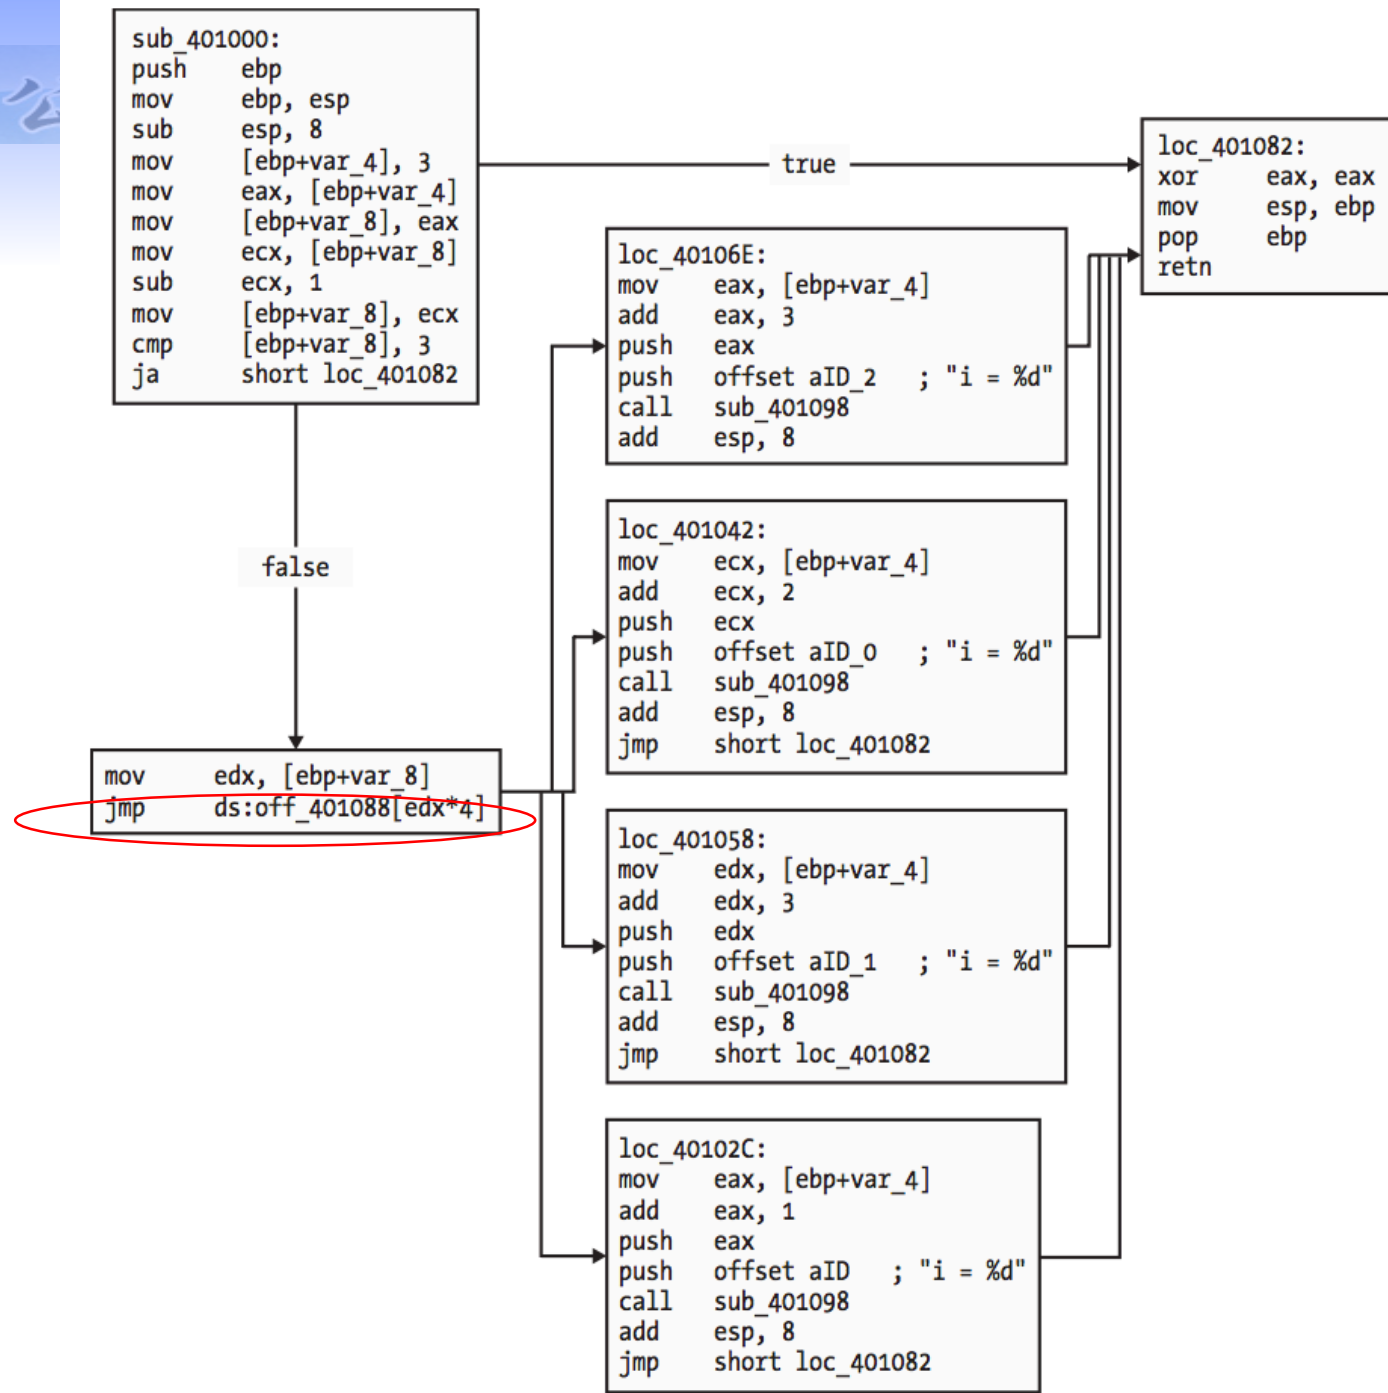 sub_401000:
push ebp
mov ebp, esp
sub esp, 8
mov [ebp+var_4], 3
mov eax, [ebp+var_4]
mov [ebp+var_8], eax
mov ecx, [ebp+var_8]
sub ecx, 1
mov [ebp+var_8], ecx
cmp [ebp+var_8], 3
ja short loc_401082
true
loc_401082:
xor eax, eax
mov esp, ebp
pop ebp
retn
false
mov edx, [ebp+var_8]
jmp ds:off_401088[edx*4]
loc_40106E:
mov eax, [ebp+var_4]
add eax, 3
push eax
push offset aID_2 ; "i = %d"
call sub_401098
add esp, 8
loc_401042:
mov ecx, [ebp+var_4]
add ecx, 2
push ecx
push offset aID_0 ; "i = %d"
call sub_401098
add esp, 8
jmp short loc_401082
loc_401058:
mov edx, [ebp+var_4]
add edx, 3
push edx
push offset aID_1 ; "i = %d"
call sub_401098
add esp, 8
jmp short loc_401082
loc_40102C:
mov eax, [ebp+var_4]
add eax, 1
push eax
push offset aID ; "i = %d"
call sub_401098
add esp, 8
jmp short loc_401082